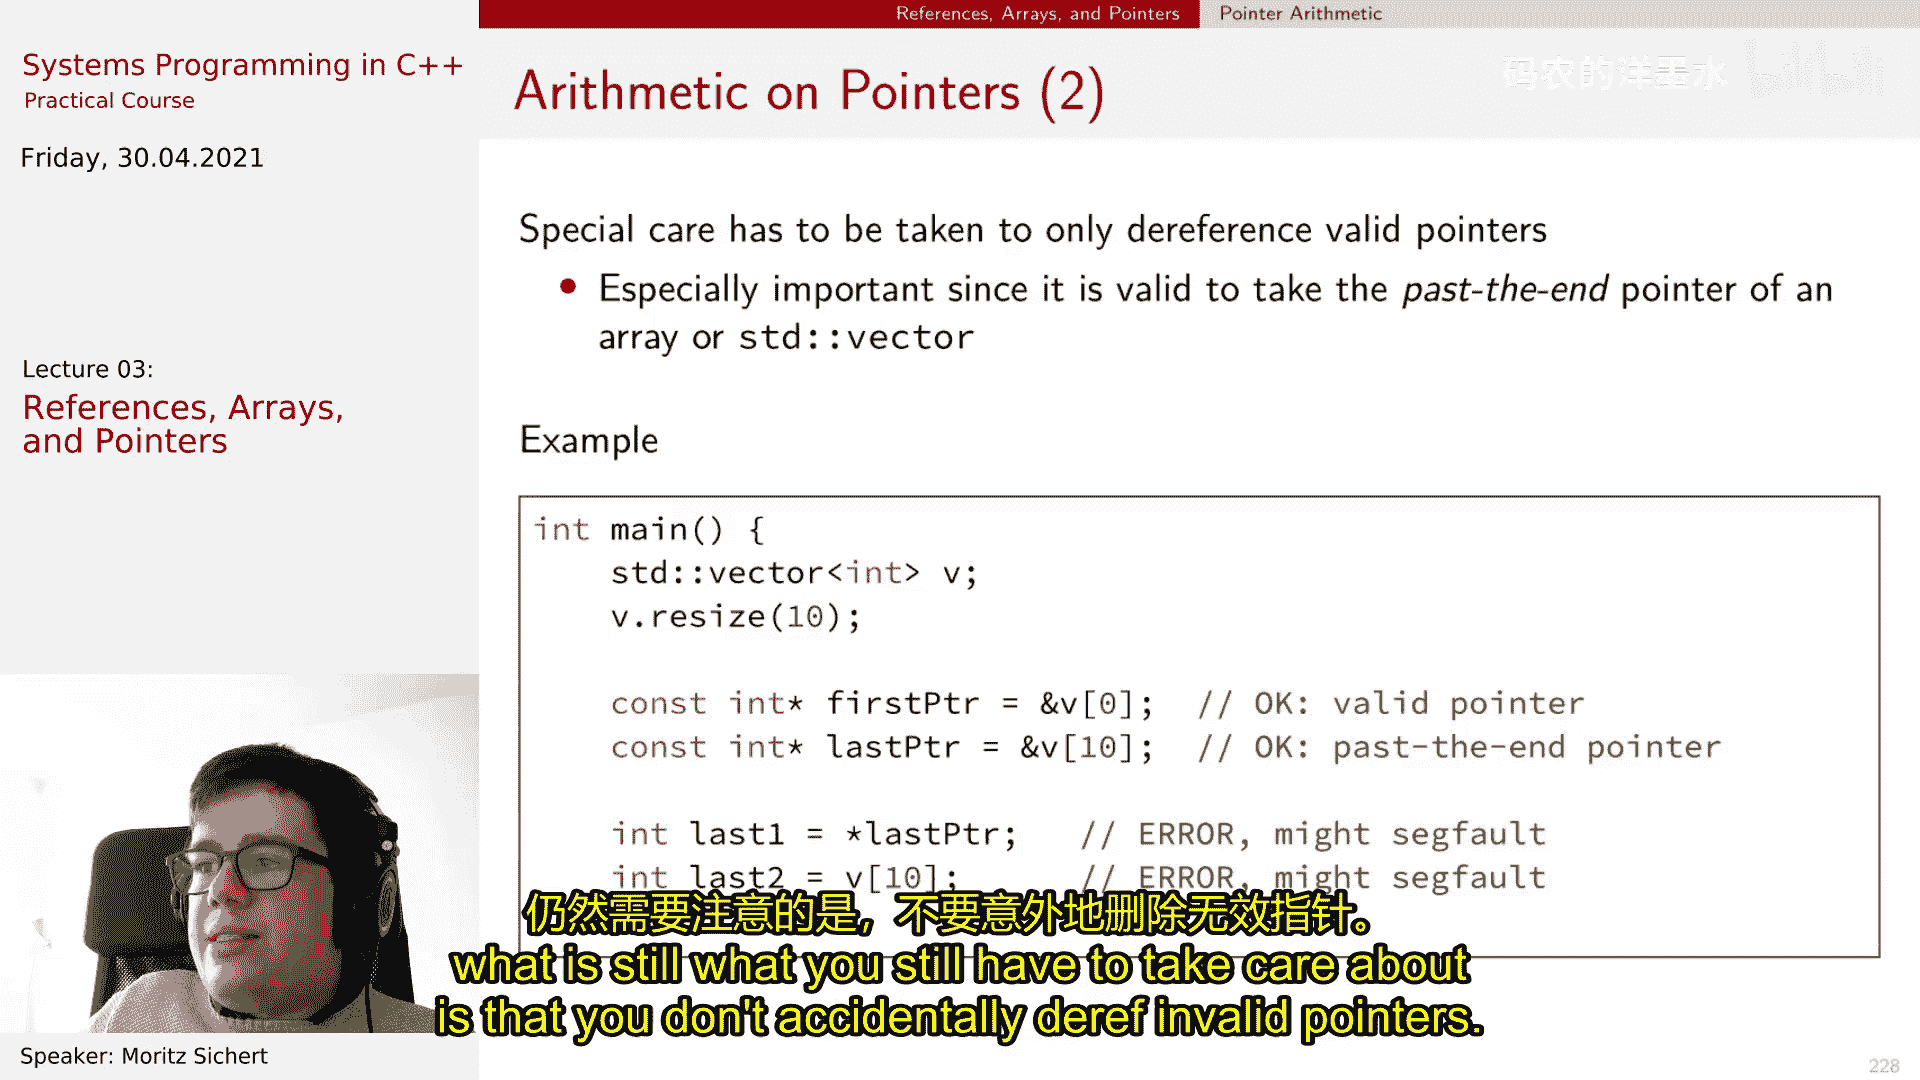 References, Arrays, and Pointers
Pointer Arithmetic
Systems Programming in C++
Practical Course
Friday, 30.04.2021
Arithmetic on Pointers (2)
码农的洋墨水
Lecture 03:
References, Arrays,
and Pointers
Special care has to be taken to only dereference valid pointers
• Especially important since it is valid to take the past-the-end pointer of an
array or std::vector
Example
int main() {
std::vector<int> v;
v.resize(10);
const int* firstPtr = &v[0]; // OK: valid pointer
const int* lastPtr = &v[10]; // OK: past-the-end pointer
int last1 = *lastPtr; // ERROR, might segfault
int last2 = v[10]; // ERROR, might segfault
仍然需要注意的是，不要意外地删除无效指针。
what is still what you still have to take care about
is that you don't accidentally deref invalid pointers.
Speaker: Moritz Sichert
228